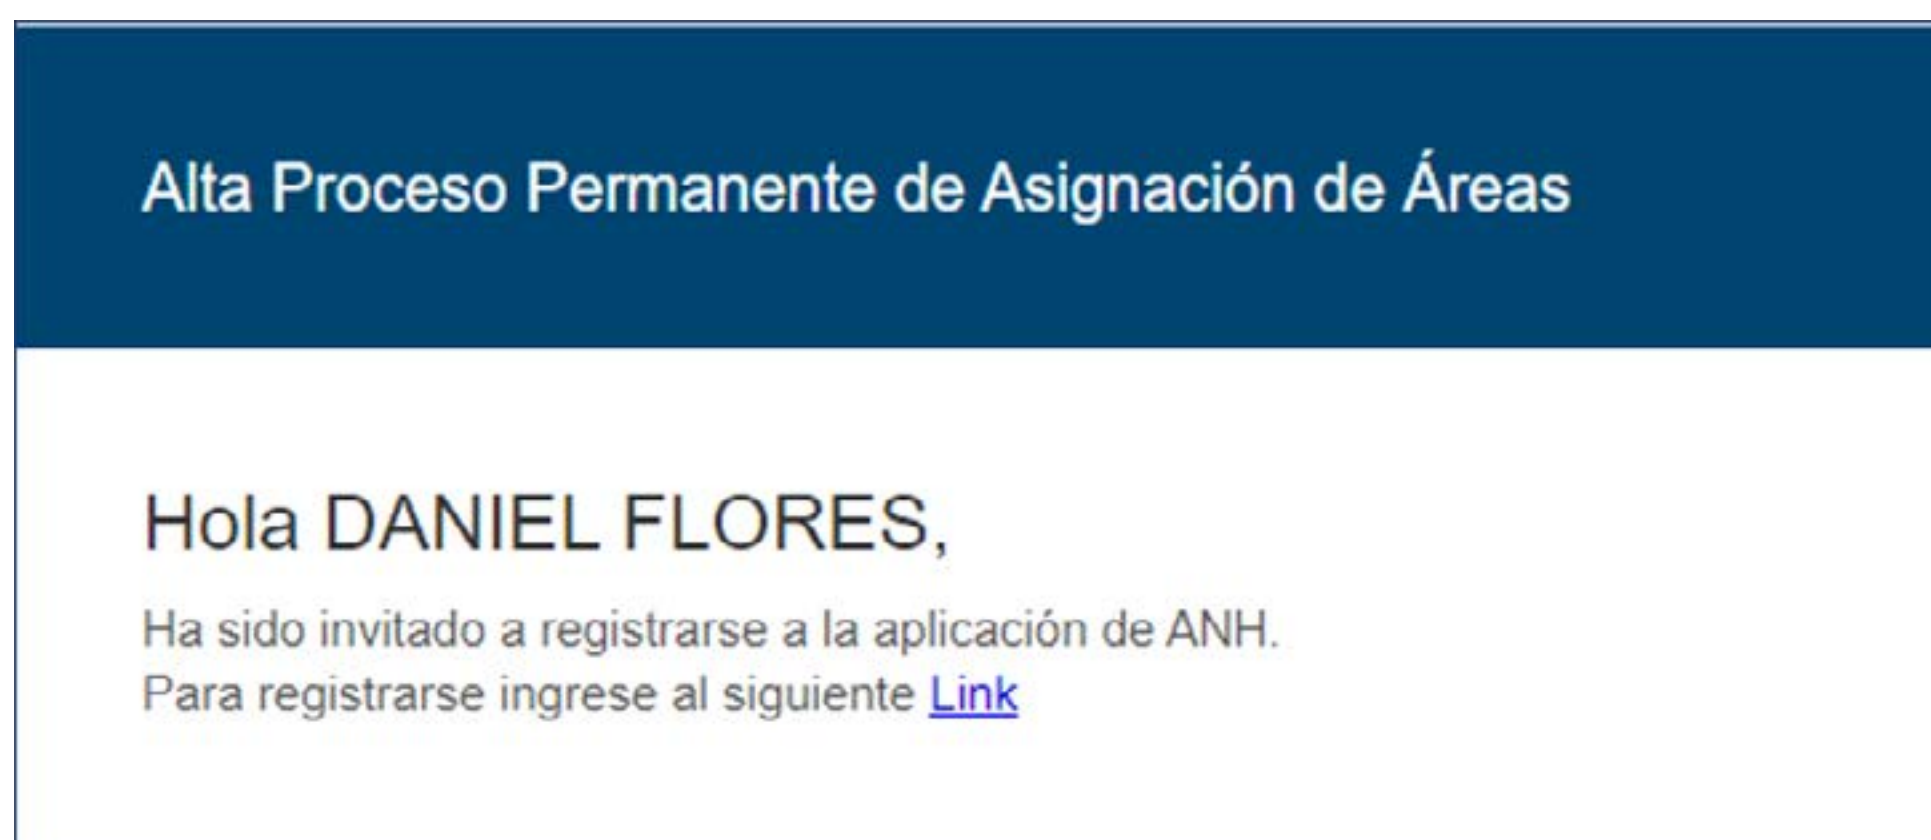 Alta Proceso Permanente de Asignación de Áreas
Hola DANIEL FLORES,
Ha sido invitado a registrarse a la aplicación de ANH.
Para registrarse ingrese al siguiente Link